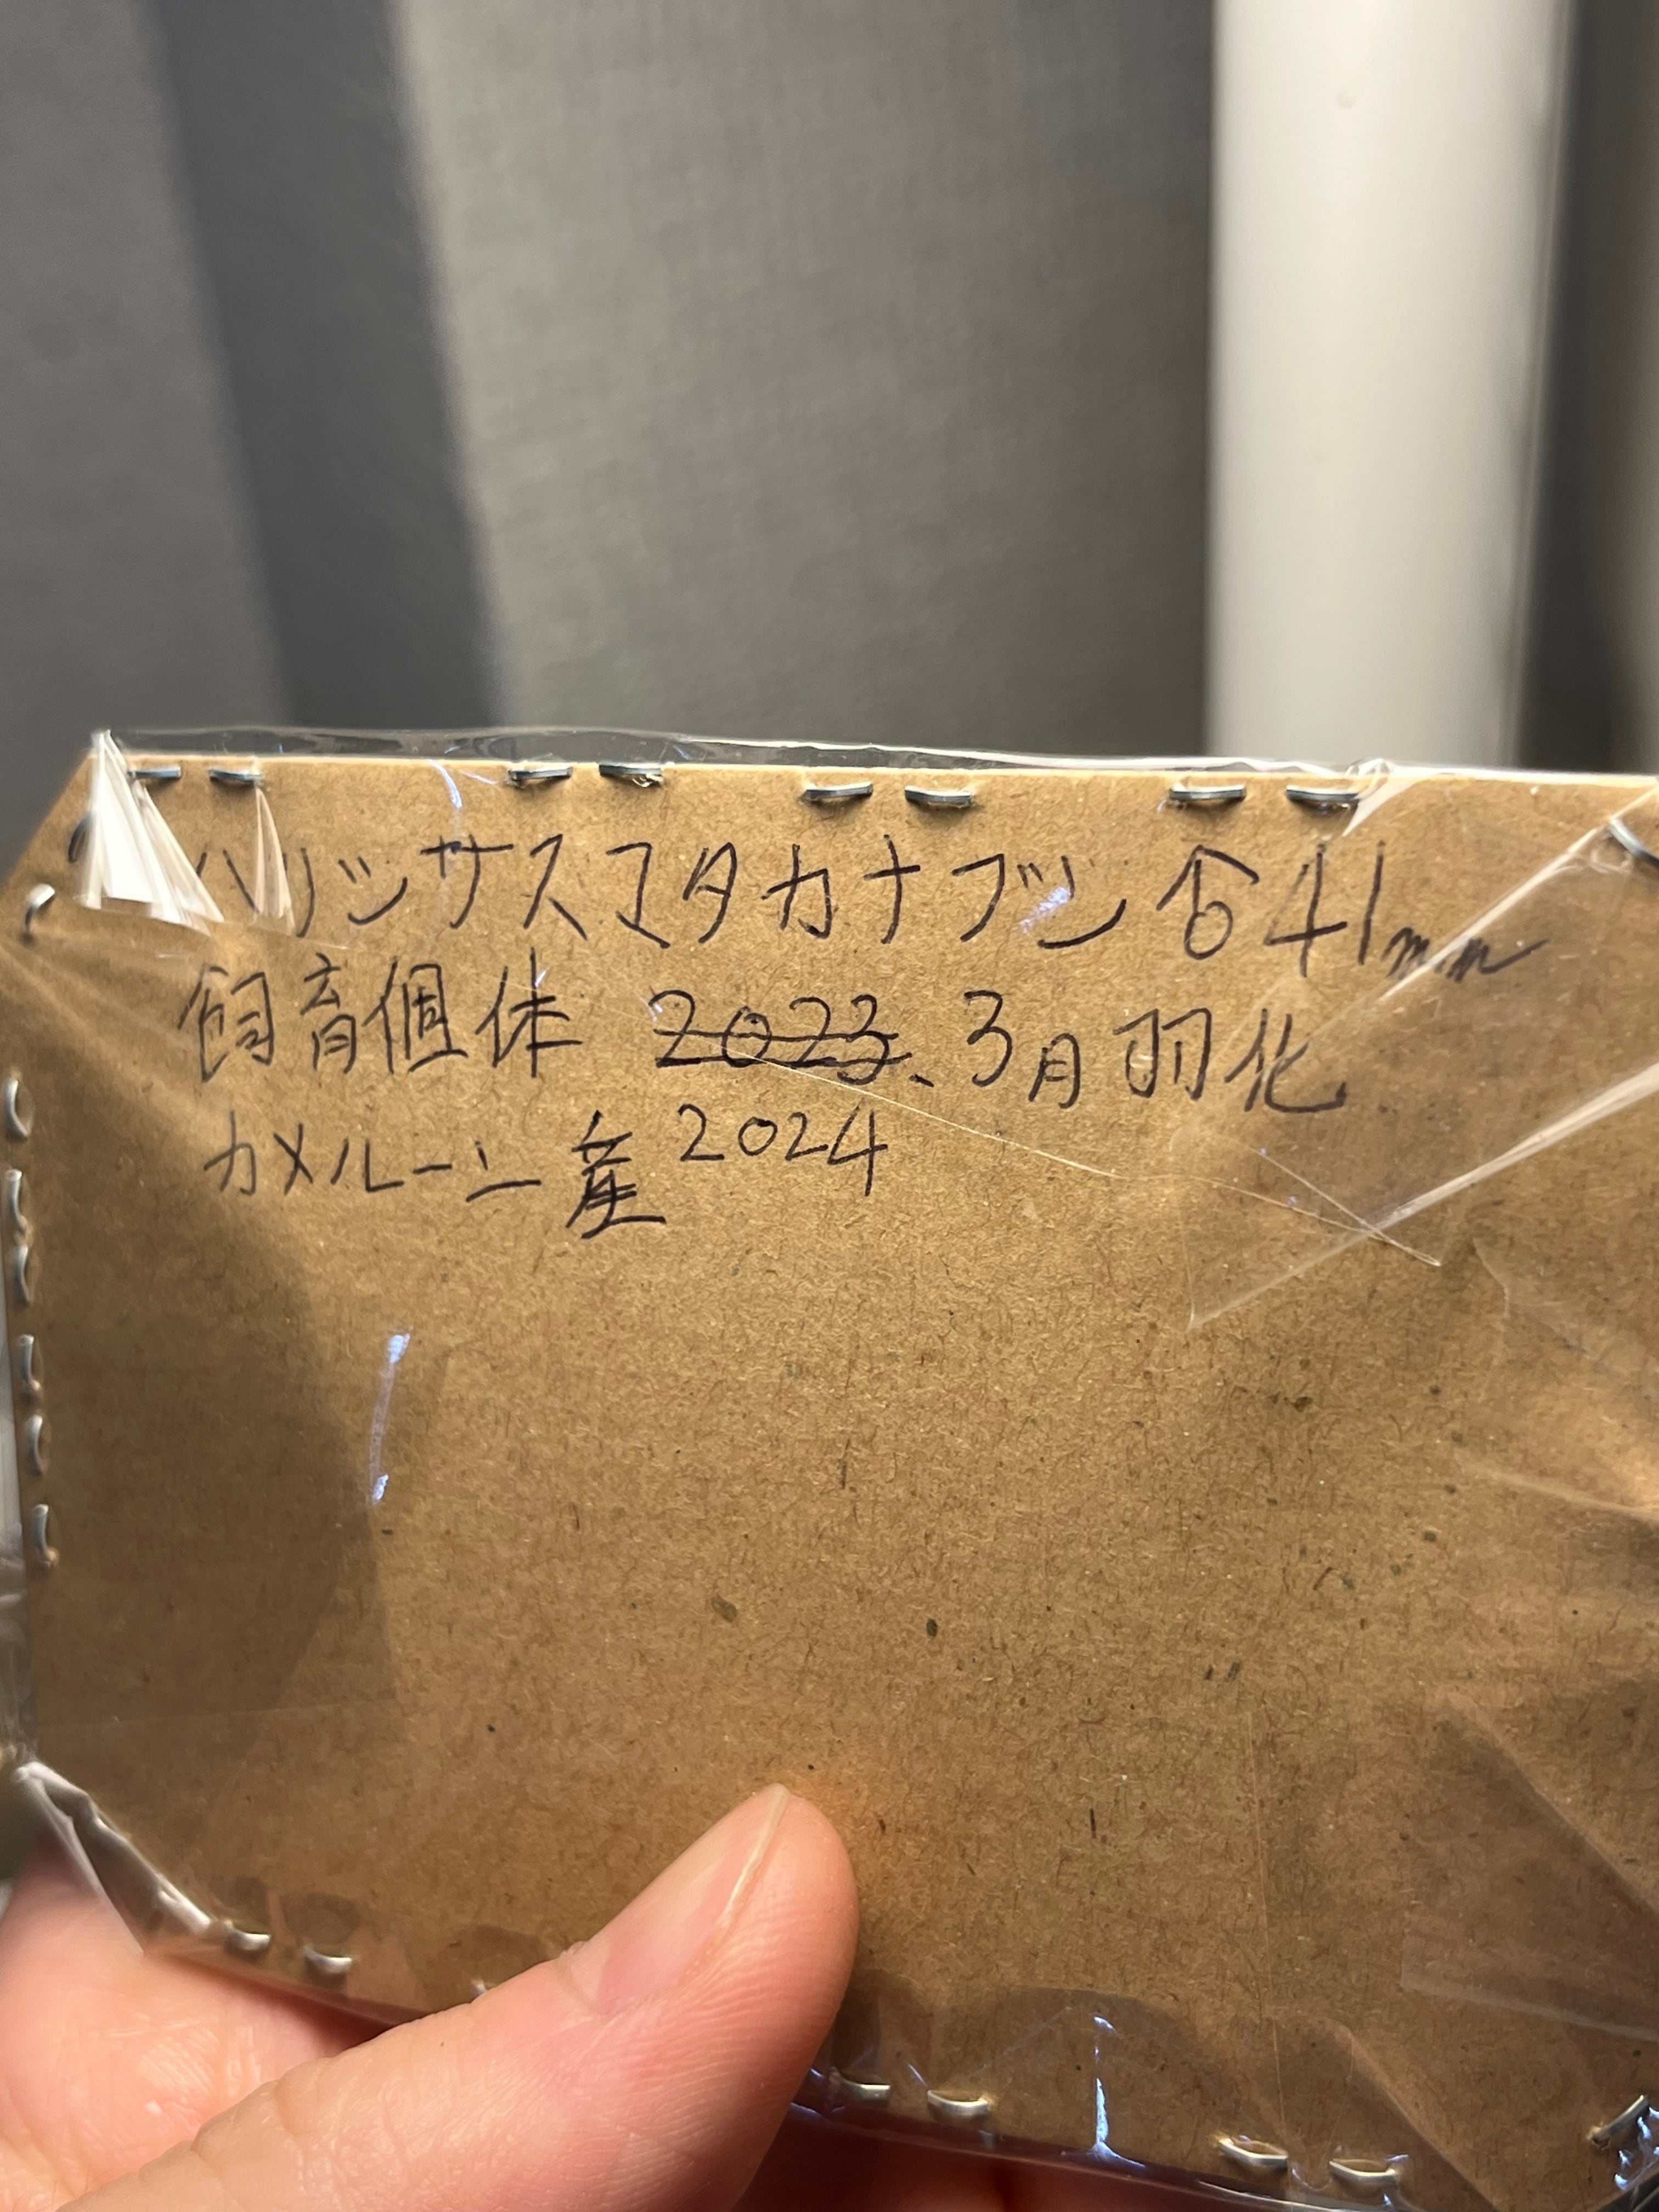 ハリシサスマタカナブン♂41mm
飼育個体 2023、3月羽化
カメルーン産 2024